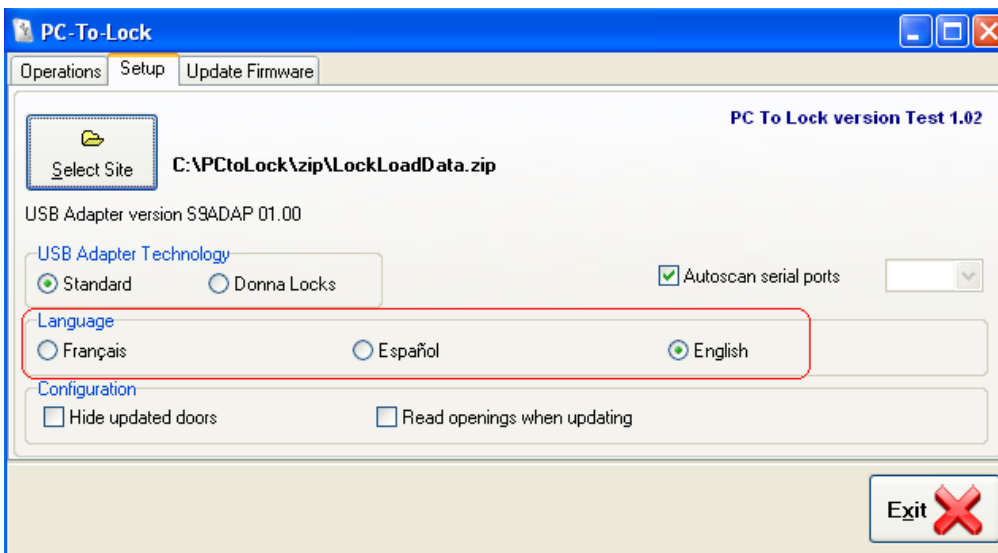 PC-To-Lock
Operations Setup Update Firmware
PC To Lock version Test 1.02
Select Site C:\PCtoLock\zip\LockLoadData.zip
USB Adapter version S9ADAP 01.00
USB Adapter Technology
Standard Donna Locks Autoscan serial ports
Language
Français Español English
Configuration
Hide updated doors Read openings when updating
Exit